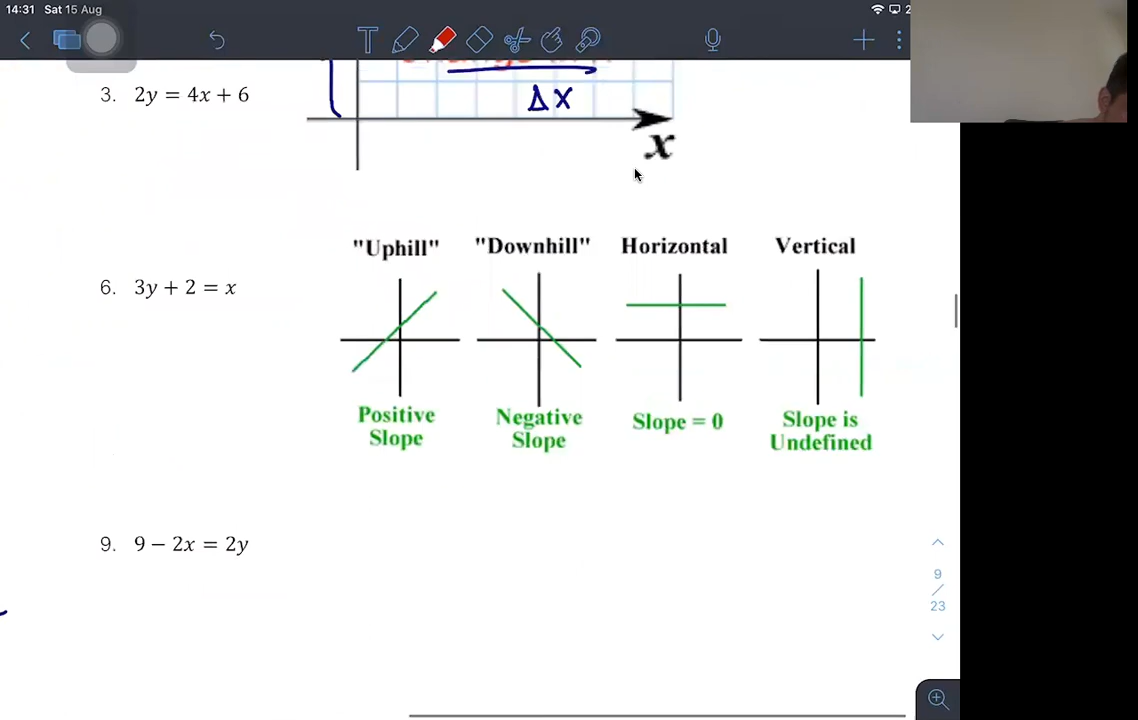 14:31 Sat 15 Aug
3. 2y = 4x + 6
Δx
x
"Uphill" "Downhill" Horizontal Vertical
6. 3y + 2 = x
Positive Slope
Negative Slope
Slope = 0
Slope is Undefined
9. 9 − 2x = 2y
9
/
23